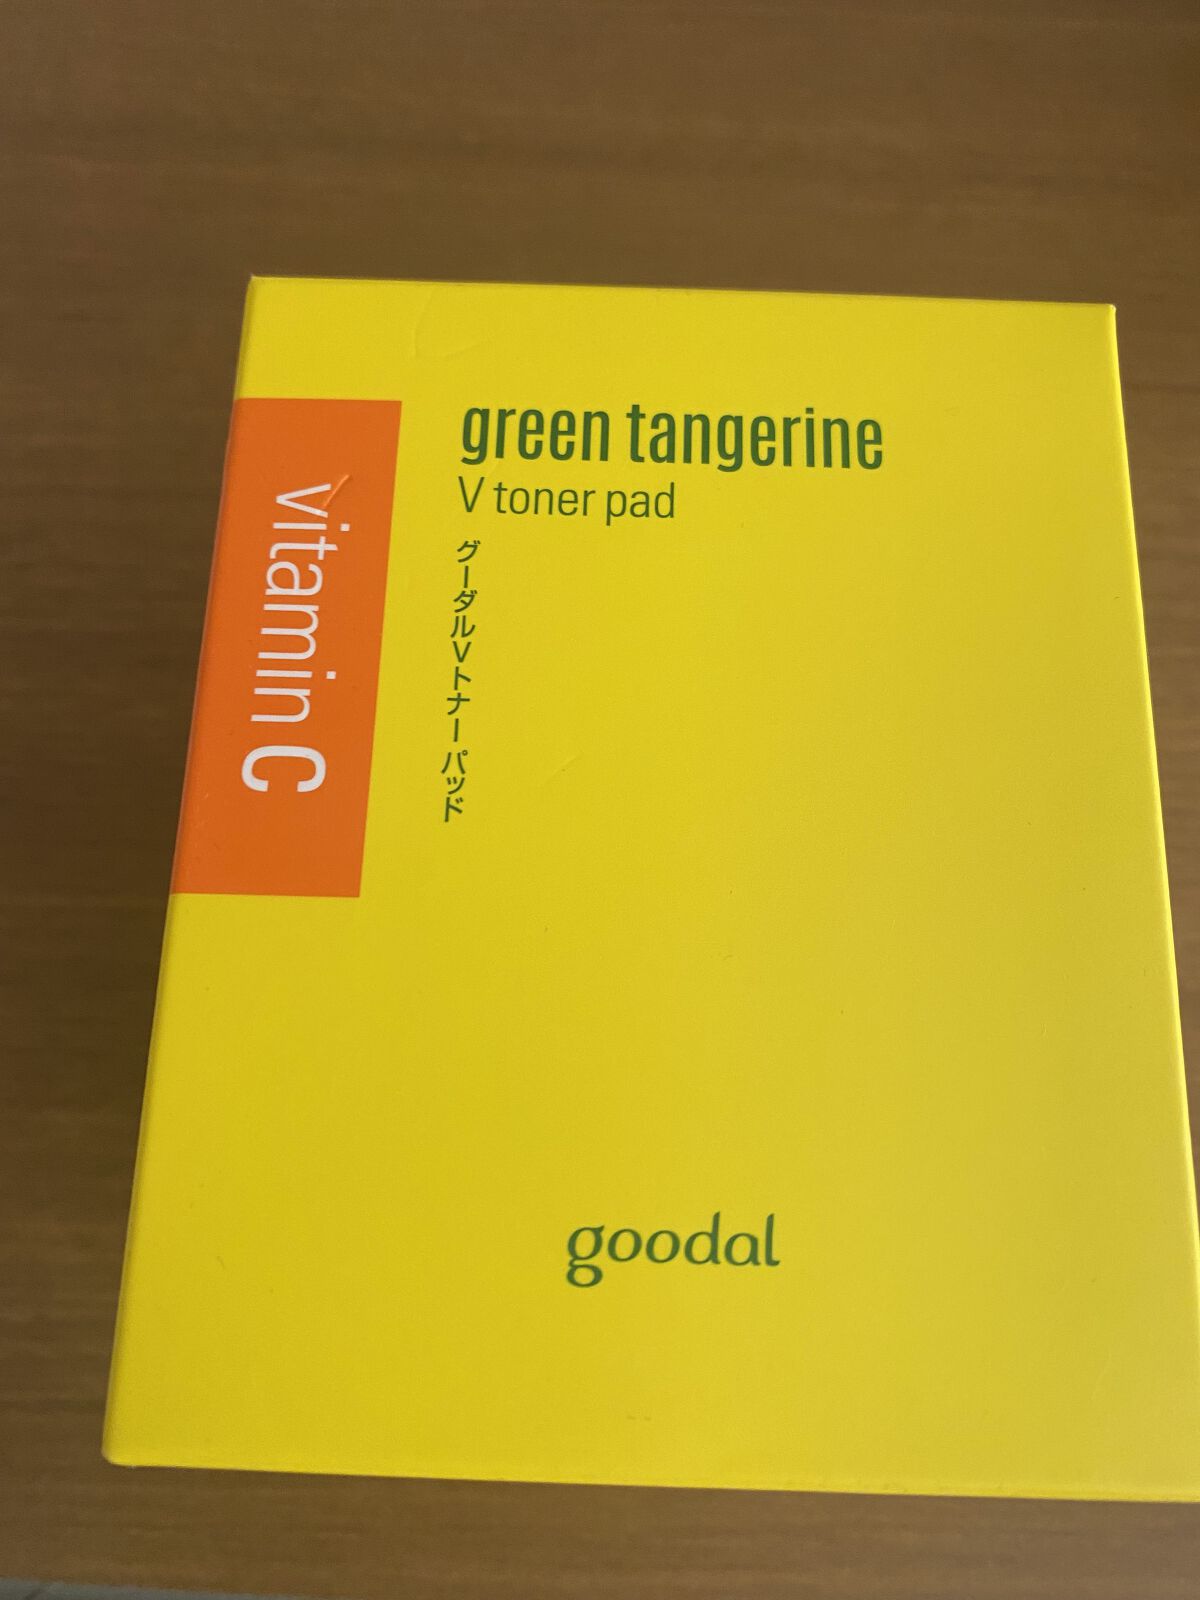 green tangerine
V toner pad
グーダルVトナーパッド
vitamin C
goodal